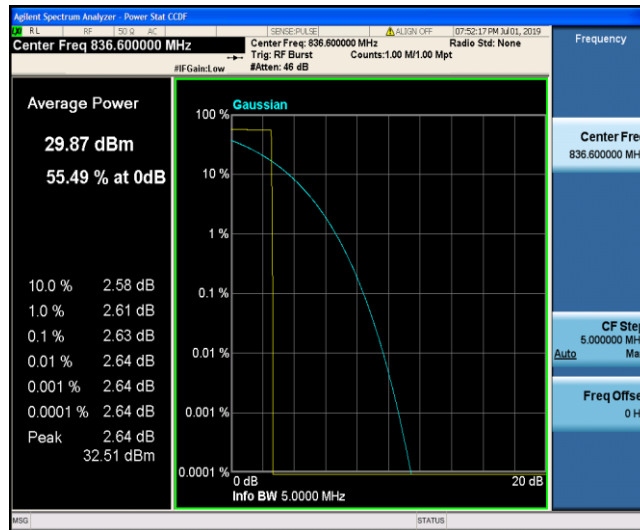 Agilent Spectrum Analyzer - Power Stat CCDF
RL RF 50 Ω AC SENSE:PULSE ALIGN OFF 07:52:17 PM Jul 01, 2019
Center Freq 836.600000 MHz
Center Freq: 836.600000 MHz Radio Std: None
Trig: RF Burst Counts:1.00 M/1.00 Mpt
#IFGain:Low #Atten: 46 dB
Frequency
Average Power
29.87 dBm
55.49 % at 0dB
10.0 % 2.58 dB
1.0 % 2.61 dB
0.1 % 2.63 dB
0.01 % 2.64 dB
0.001 % 2.64 dB
0.0001 % 2.64 dB
Peak 2.64 dB
32.51 dBm
Gaussian
100 %
10 %
1 %
0.1 %
0.01 %
0.001 %
0.0001 %
0 dB 20 dB
Info BW 5.0000 MHz
Center Fre
836.600000 MH
CF Step
5.000000 MH
Auto Ma
Freq Offse
0 H
MSG STATUS